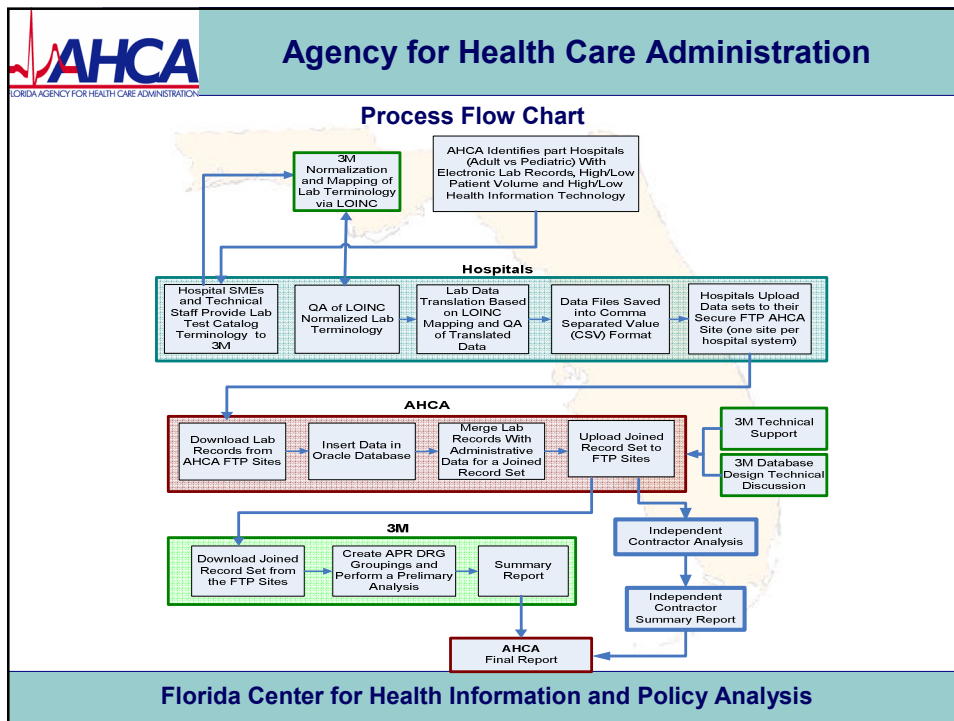 AHCA
FLORIDA AGENCY FOR HEALTH CARE ADMINISTRATION
Agency for Health Care Administration
Process Flow Chart
3M
Normalization
and Mapping of
Lab Terminology
via LOINC
AHCA Identifies part Hospitals
(Adult vs Pediatric) With
Electronic Lab Records, High/Low
Patient Volume and High/Low
Health Information Technology
Hospitals
Hospital SMEs
and Technical
Staff Provide Lab
Test Catalog
Terminology to
3M
QA of LOINC
Normalized Lab
Terminology
Lab Data
Translation Based
on LOINC
Mapping and QA
of Translated
Data
Data Files Saved
into Comma
Separated Value
(CSV) Format
Hospitals Upload
Data sets to their
Secure FTP AHCA
Site (one site per
hospital system)
AHCA
Download Lab
Records from
AHCA FTP Sites
Insert Data in
Oracle Database
Merge Lab
Records With
Administrative
Data for a Joined
Record Set
Upload Joined
Record Set to
FTP Sites
3M Technical
Support
3M Database
Design Technical
Discussion
3M
Download Joined
Record Set from
the FTP Sites
Create APR DRG
Groupings and
Perform a Prelimary
Analysis
Summary
Report
Independent
Contractor Analysis
Independent
Contractor
Summary Report
AHCA
Final Report
Florida Center for Health Information and Policy Analysis